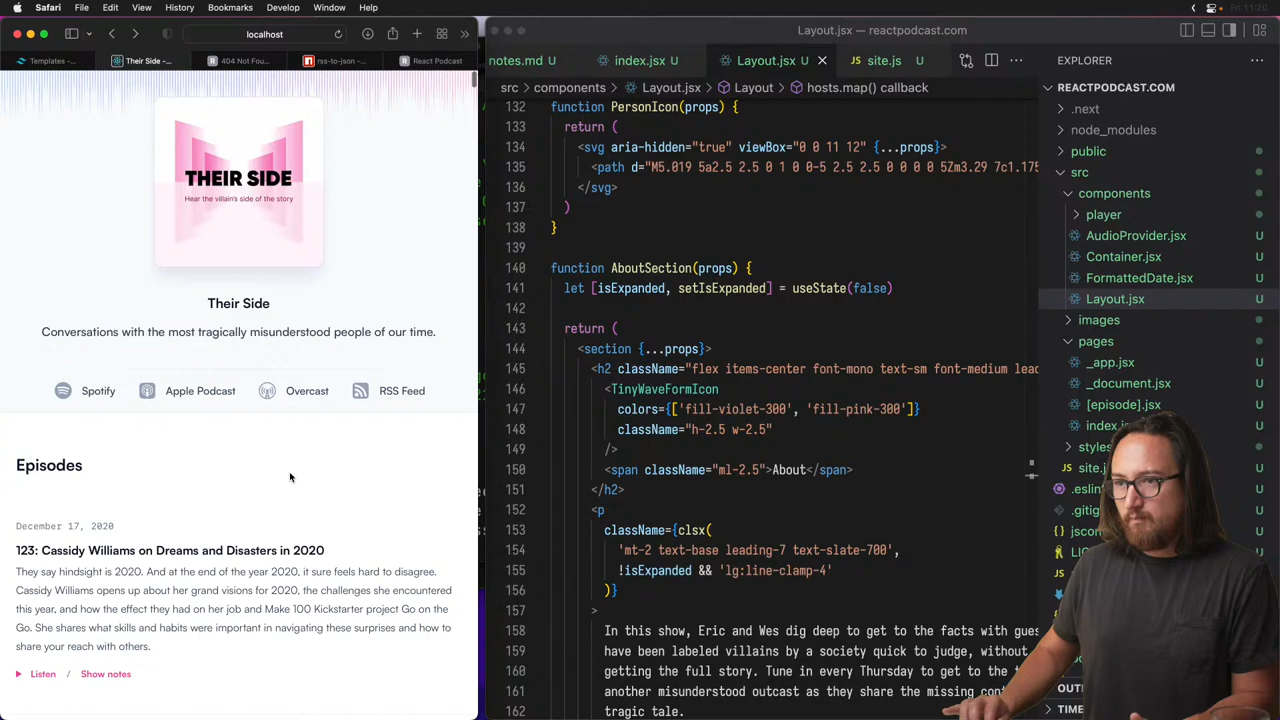 Safari File Edit View History Bookmarks Develop Window Help
Fri 11:20
localhost
Layout.jsx — reactpodcast.com
Templates -...
Their Side -...
404 Not Fou...
rss-to-json -...
React Podcast
notes.md U
index.jsx U
Layout.jsx U
site.js U
EXPLORER
src > components > Layout.jsx > Layout > hosts.map() callback
THEIR SIDE
Hear the villain's side of the story
Their Side
Conversations with the most tragically misunderstood people of our time.
Spotify
Apple Podcast
Overcast
RSS Feed
Episodes
December 17, 2020
123: Cassidy Williams on Dreams and Disasters in 2020
They say hindsight is 2020. And at the end of the year 2020, it sure feels hard to disagree.
Cassidy Williams opens up about her grand visions for 2020, the challenges she encountered
this year, and how the effect they had on her job and Make 100 Kickstarter project Go on the
Go. She shares what skills and habits were important in navigating these surprises and how to
share your reach with others.
Listen / Show notes
132 function PersonIcon(props) {
133 return (
134 <svg aria-hidden="true" viewBox="0 0 11 12" {...props}>
135 <path d="M5.019 5a2.5 2.5 0 1 0 0-5 2.5 2.5 0 0 0 0 5Zm3.29 7c1.175
136 </svg>
137 )
138 }
139
140 function AboutSection(props) {
141 let [isExpanded, setIsExpanded] = useState(false)
142
143 return (
144 <section {...props}>
145 <h2 className="flex items-center font-mono text-sm font-medium lead
146 <TinyWaveFormIcon
147 colors={['fill-violet-300', 'fill-pink-300']}
148 className="h-2.5 w-2.5"
149 />
150 <span className="ml-2.5">About</span>
151 </h2>
152 <p
153 className={clsx(
154 'mt-2 text-base leading-7 text-slate-700',
155 !isExpanded && 'lg:line-clamp-4'
156 )}
157 >
158 In this show, Eric and Wes dig deep to get to the facts with gues
159 have been labeled villains by a society quick to judge, without
160 getting the full story. Tune in every Thursday to get to the t
161 another misunderstood outcast as they share the missing cont
162 tragic tale.
REACTPODCAST.COM
.next
node_modules
public
src
components
player
AudioProvider.jsx U
Container.jsx U
FormattedDate.jsx U
Layout.jsx U
images
pages
_app.jsx U
_document.jsx U
[episode].jsx U
index.
styles
site.
.eslin
.gitig
jscon
LIC
OUT
TIME